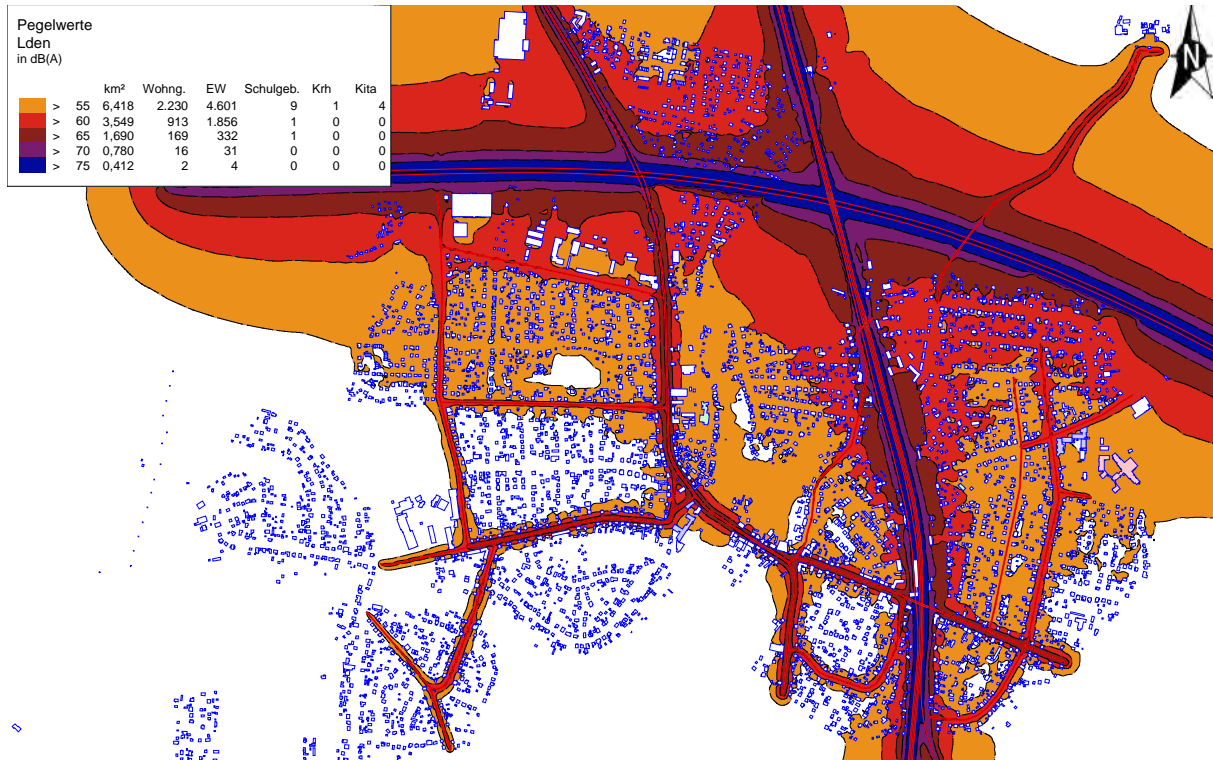 Pegelwerte
Lden
in dB(A)
km² Wohng. EW Schulgeb. Krh Kita
> 55 6,418 2.230 4.601 9 1 4
> 60 3,549 913 1.856 1 0 0
> 65 1,690 169 332 1 0 0
> 70 0,780 16 31 0 0 0
> 75 0,412 2 4 0 0 0
N